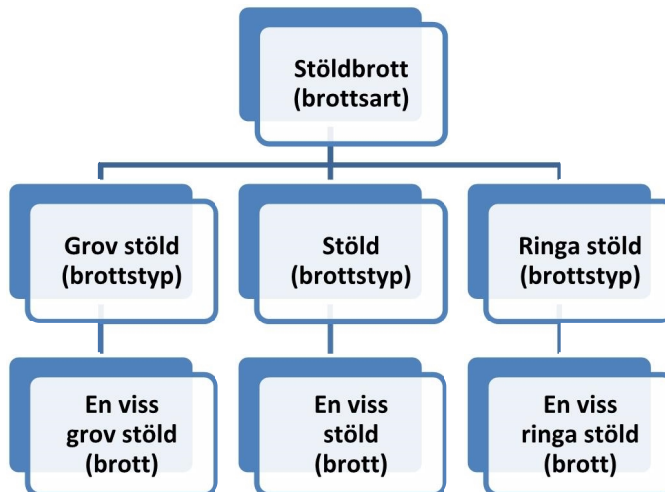 Stöldbrott
(brottsart)
Grov stöld
(brottstyp)
Stöld
(brottstyp)
Ringa stöld
(brottstyp)
En viss
grov stöld
(brott)
En viss
stöld
(brott)
En viss
ringa stöld
(brott)